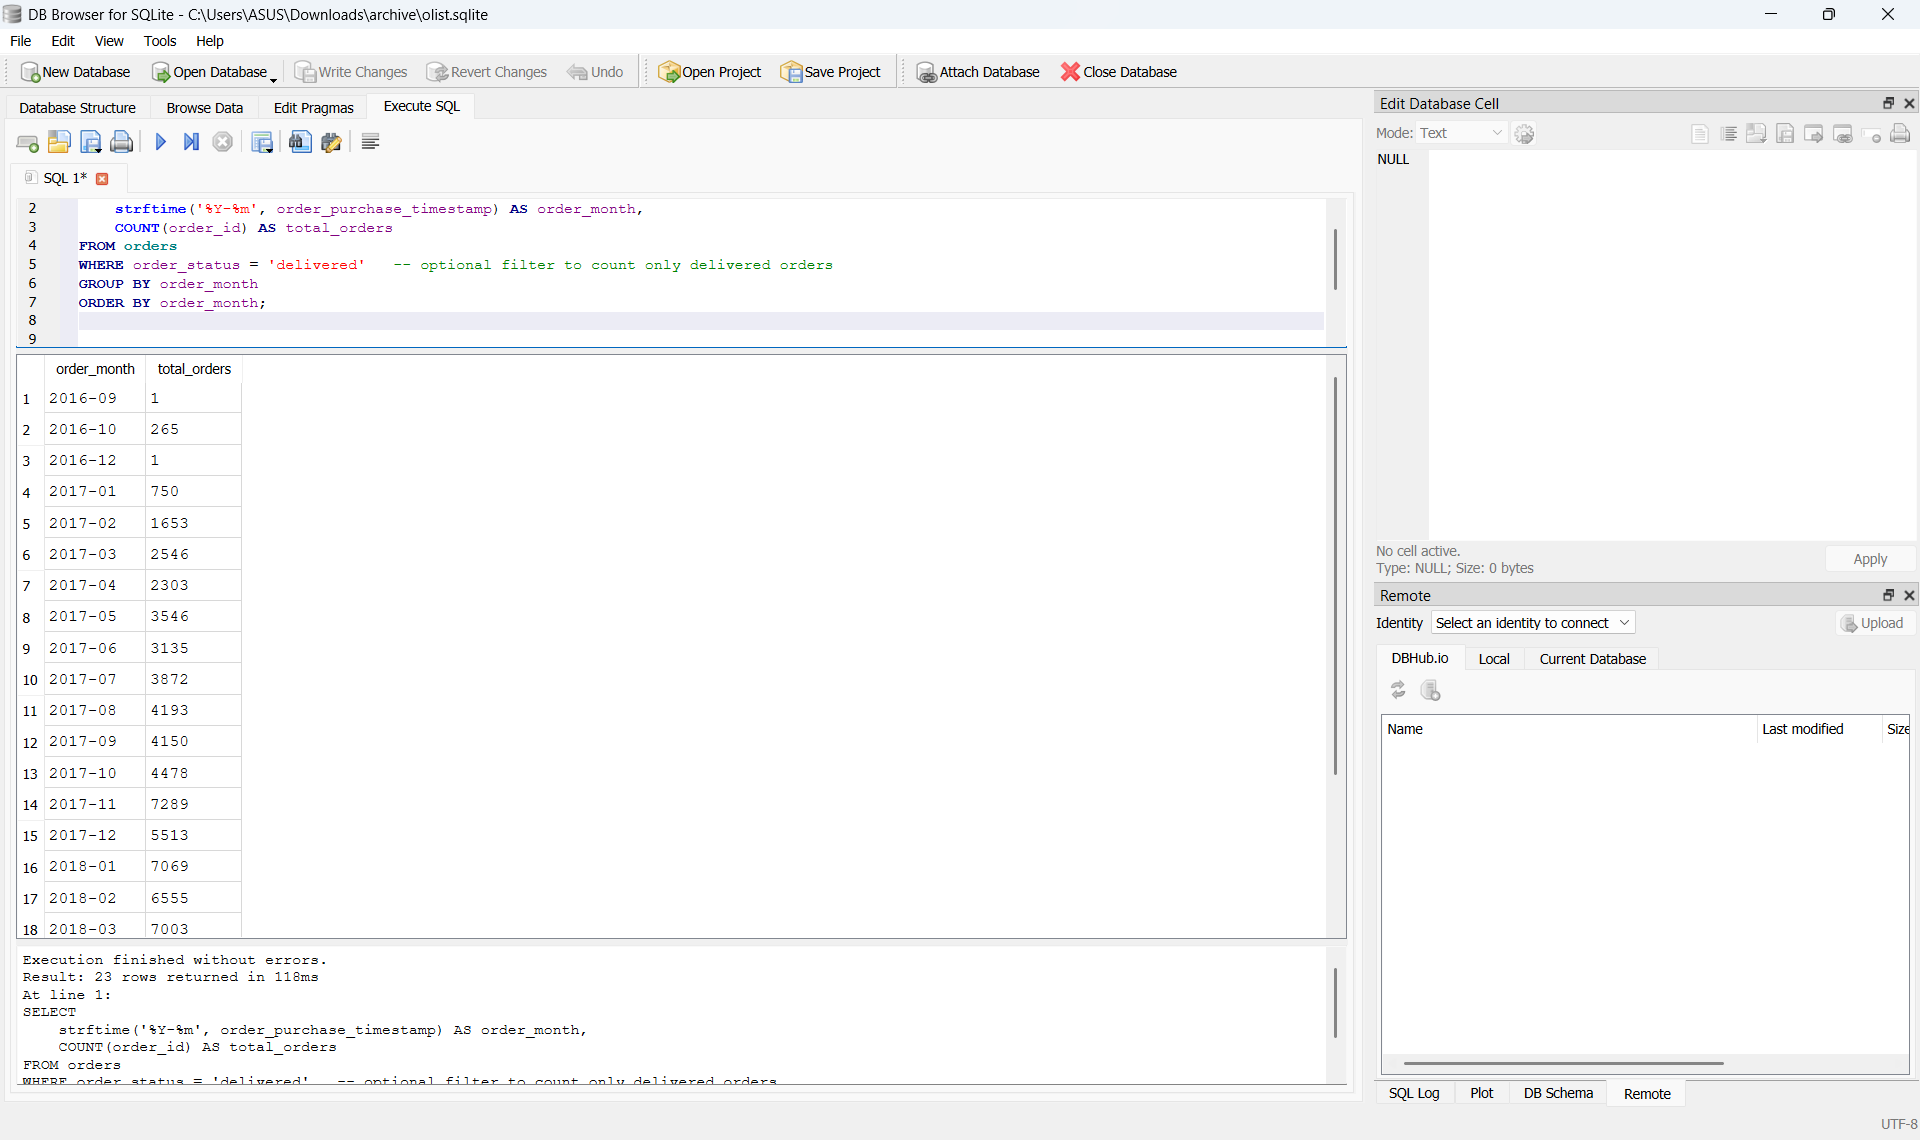 DB Browser for SQLite - C:\Users\ASUS\Downloads\archive\olist.sqlite
File Edit View Tools Help
New Database Open Database Write Changes Revert Changes Undo Open Project Save Project Attach Database Close Database
Database Structure Browse Data Edit Pragmas Execute SQL
SQL 1*
2 strftime('%Y-%m', order_purchase_timestamp) AS order_month,
3 COUNT(order_id) AS total_orders
4 FROM orders
5 WHERE order_status = 'delivered' -- optional filter to count only delivered orders
6 GROUP BY order_month
7 ORDER BY order_month;
8
9
order_month total_orders
1 2016-09 1
2 2016-10 265
3 2016-12 1
4 2017-01 750
5 2017-02 1653
6 2017-03 2546
7 2017-04 2303
8 2017-05 3546
9 2017-06 3135
10 2017-07 3872
11 2017-08 4193
12 2017-09 4150
13 2017-10 4478
14 2017-11 7289
15 2017-12 5513
16 2018-01 7069
17 2018-02 6555
18 2018-03 7003
Execution finished without errors.
Result: 23 rows returned in 118ms
At line 1:
SELECT
strftime('%Y-%m', order_purchase_timestamp) AS order_month,
COUNT(order_id) AS total_orders
FROM orders
WHERE order_status = 'delivered' -- optional filter to count only delivered orders
Edit Database Cell
Mode: Text
NULL
No cell active.
Type: NULL; Size: 0 bytes
Apply
Remote
Identity Select an identity to connect Upload
DBHub.io Local Current Database
Name Last modified Size
SQL Log Plot DB Schema Remote
UTF-8